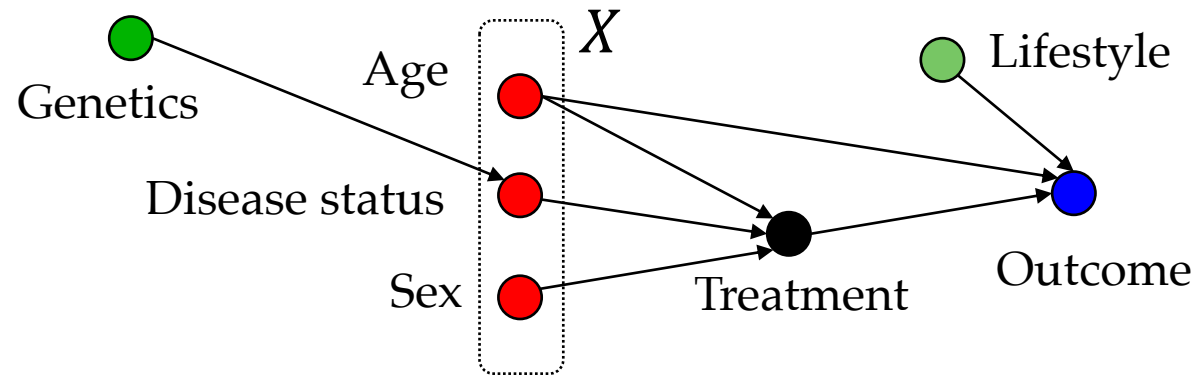 X
Lifestyle
Age
Genetics
Disease status
Outcome
Sex
Treatment